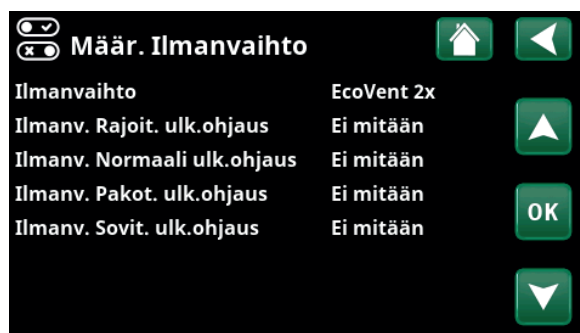 Määr. Ilmanvaihto
Ilmanvaihto EcoVent 2x
Ilmanv. Rajoit. ulk.ohjaus Ei mitään
Ilmanv. Normaali ulk.ohjaus Ei mitään
Ilmanv. Pakot. ulk.ohjaus Ei mitään
Ilmanv. Sovit. ulk.ohjaus Ei mitään
OK